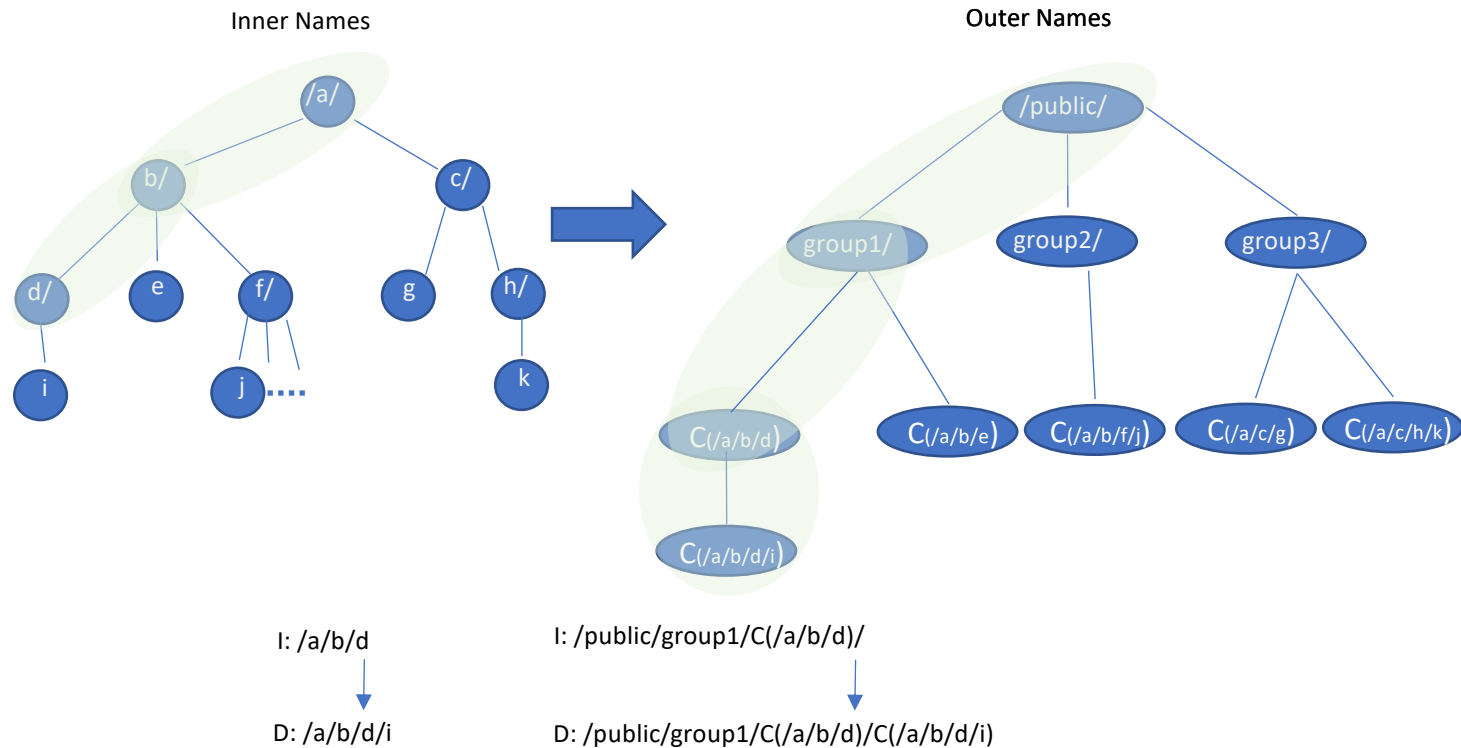 Inner Names
Outer Names
/a/
b/
c/
d/
e
f/
g
h/
i
j
k
/public/
group1/
group2/
group3/
C(/a/b/d)
C(/a/b/e)
C(/a/b/f/j)
C(/a/c/g)
C(/a/c/h/k)
C(/a/b/d/i)
I: /a/b/d
D: /a/b/d/i
I: /public/group1/C(/a/b/d)/
D: /public/group1/C(/a/b/d)/C(/a/b/d/i)